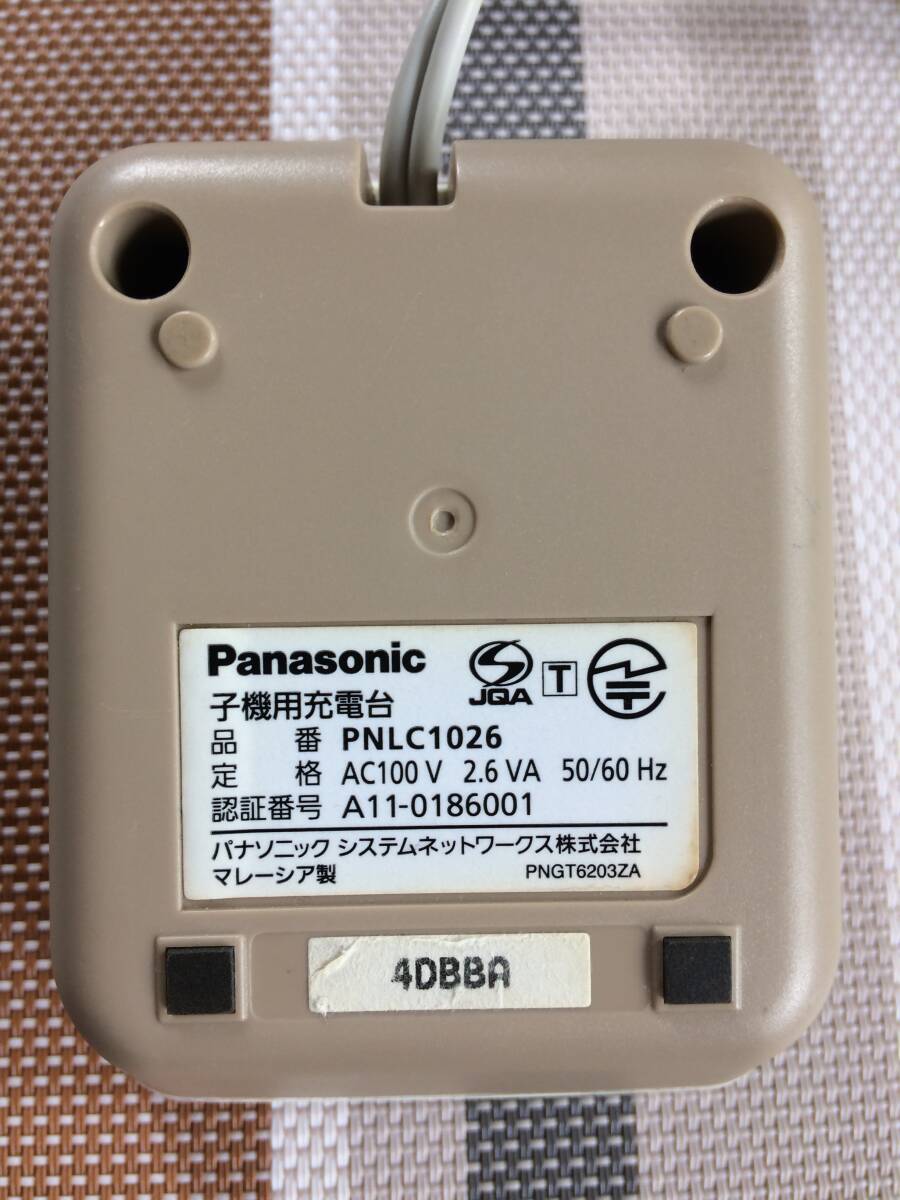 Panasonic
JQA T
子機用充電台
品番 PNLC1026
定格 AC100 V 2.6 VA 50/60 Hz
認証番号 A11-0186001
パナソニック システムネットワークス株式会社
マレーシア製 PNGT6203ZA
4DBBA